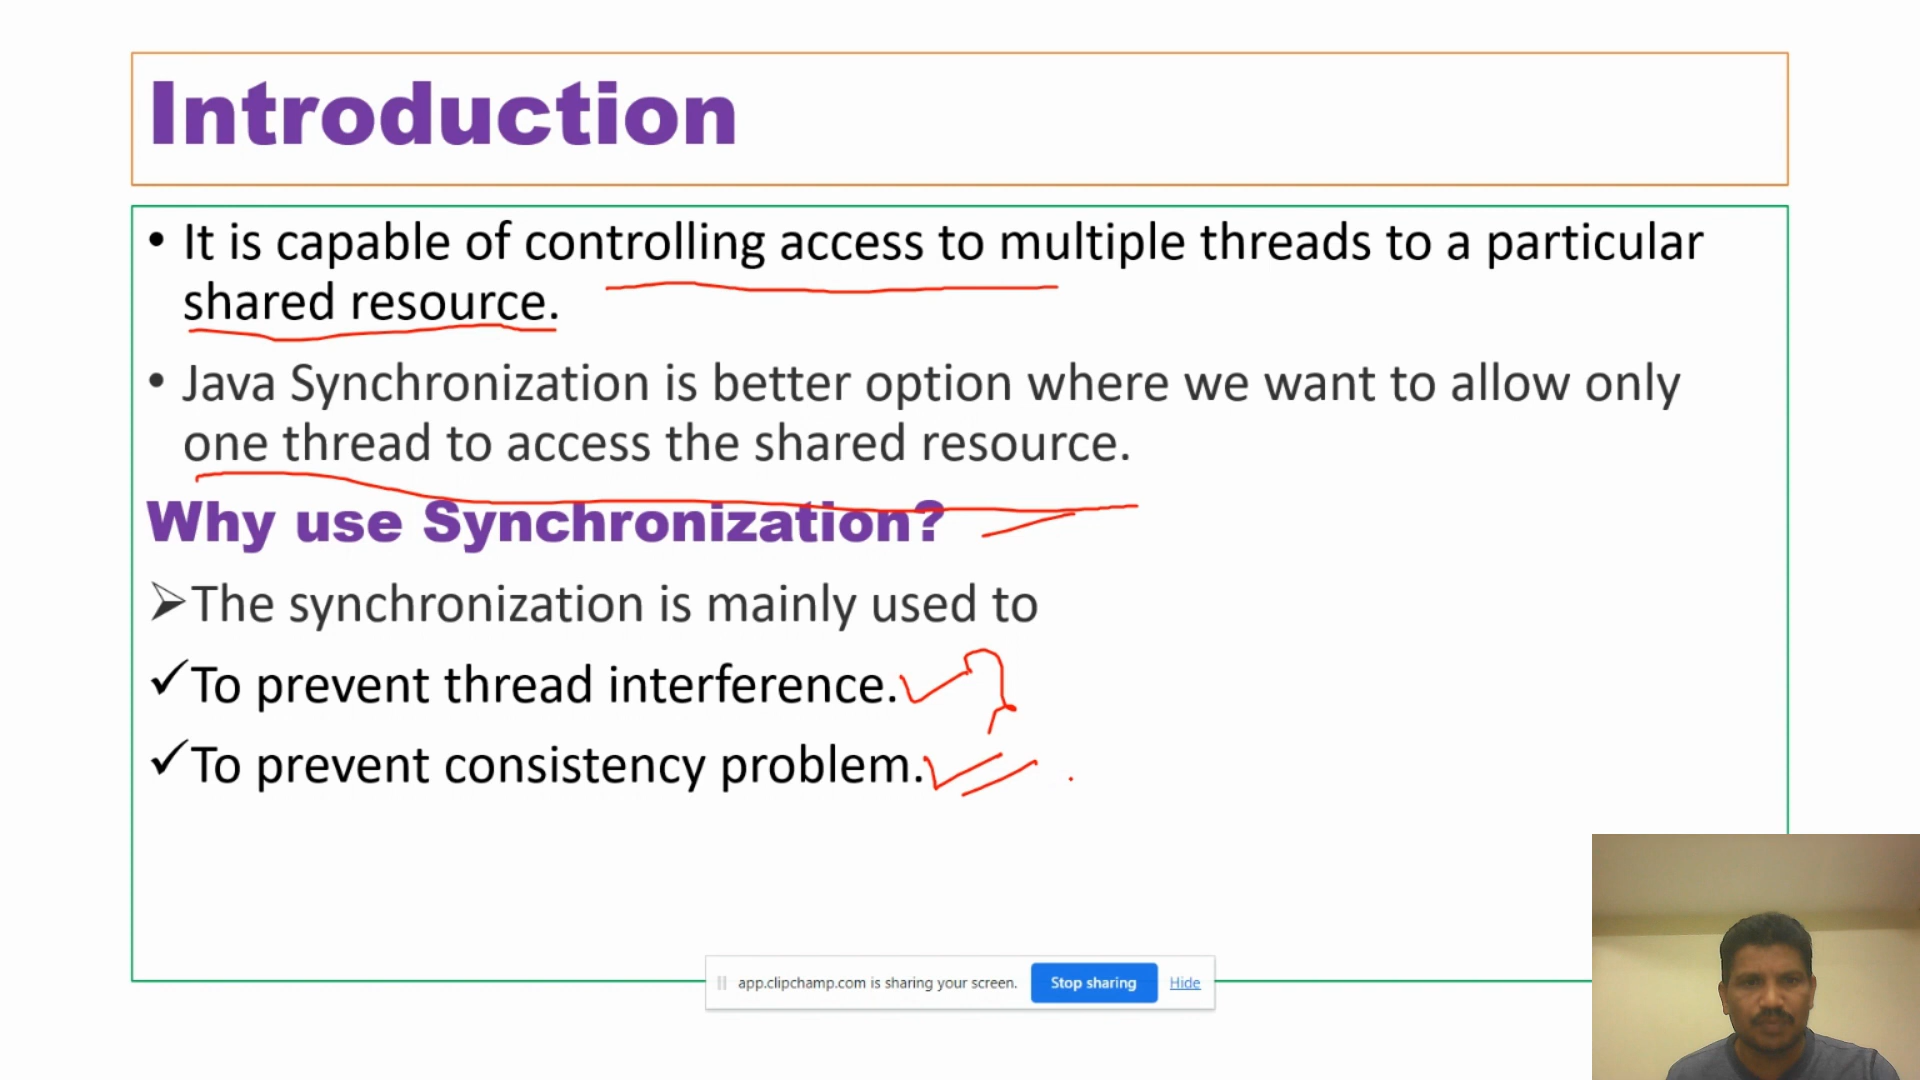 Introduction
• It is capable of controlling access to multiple threads to a particular
shared resource.
• Java Synchronization is better option where we want to allow only
one thread to access the shared resource.
Why use Synchronization?
➢The synchronization is mainly used to
✓To prevent thread interference.
✓To prevent consistency problem.
app.clipchamp.com is sharing your screen. Stop sharing Hide